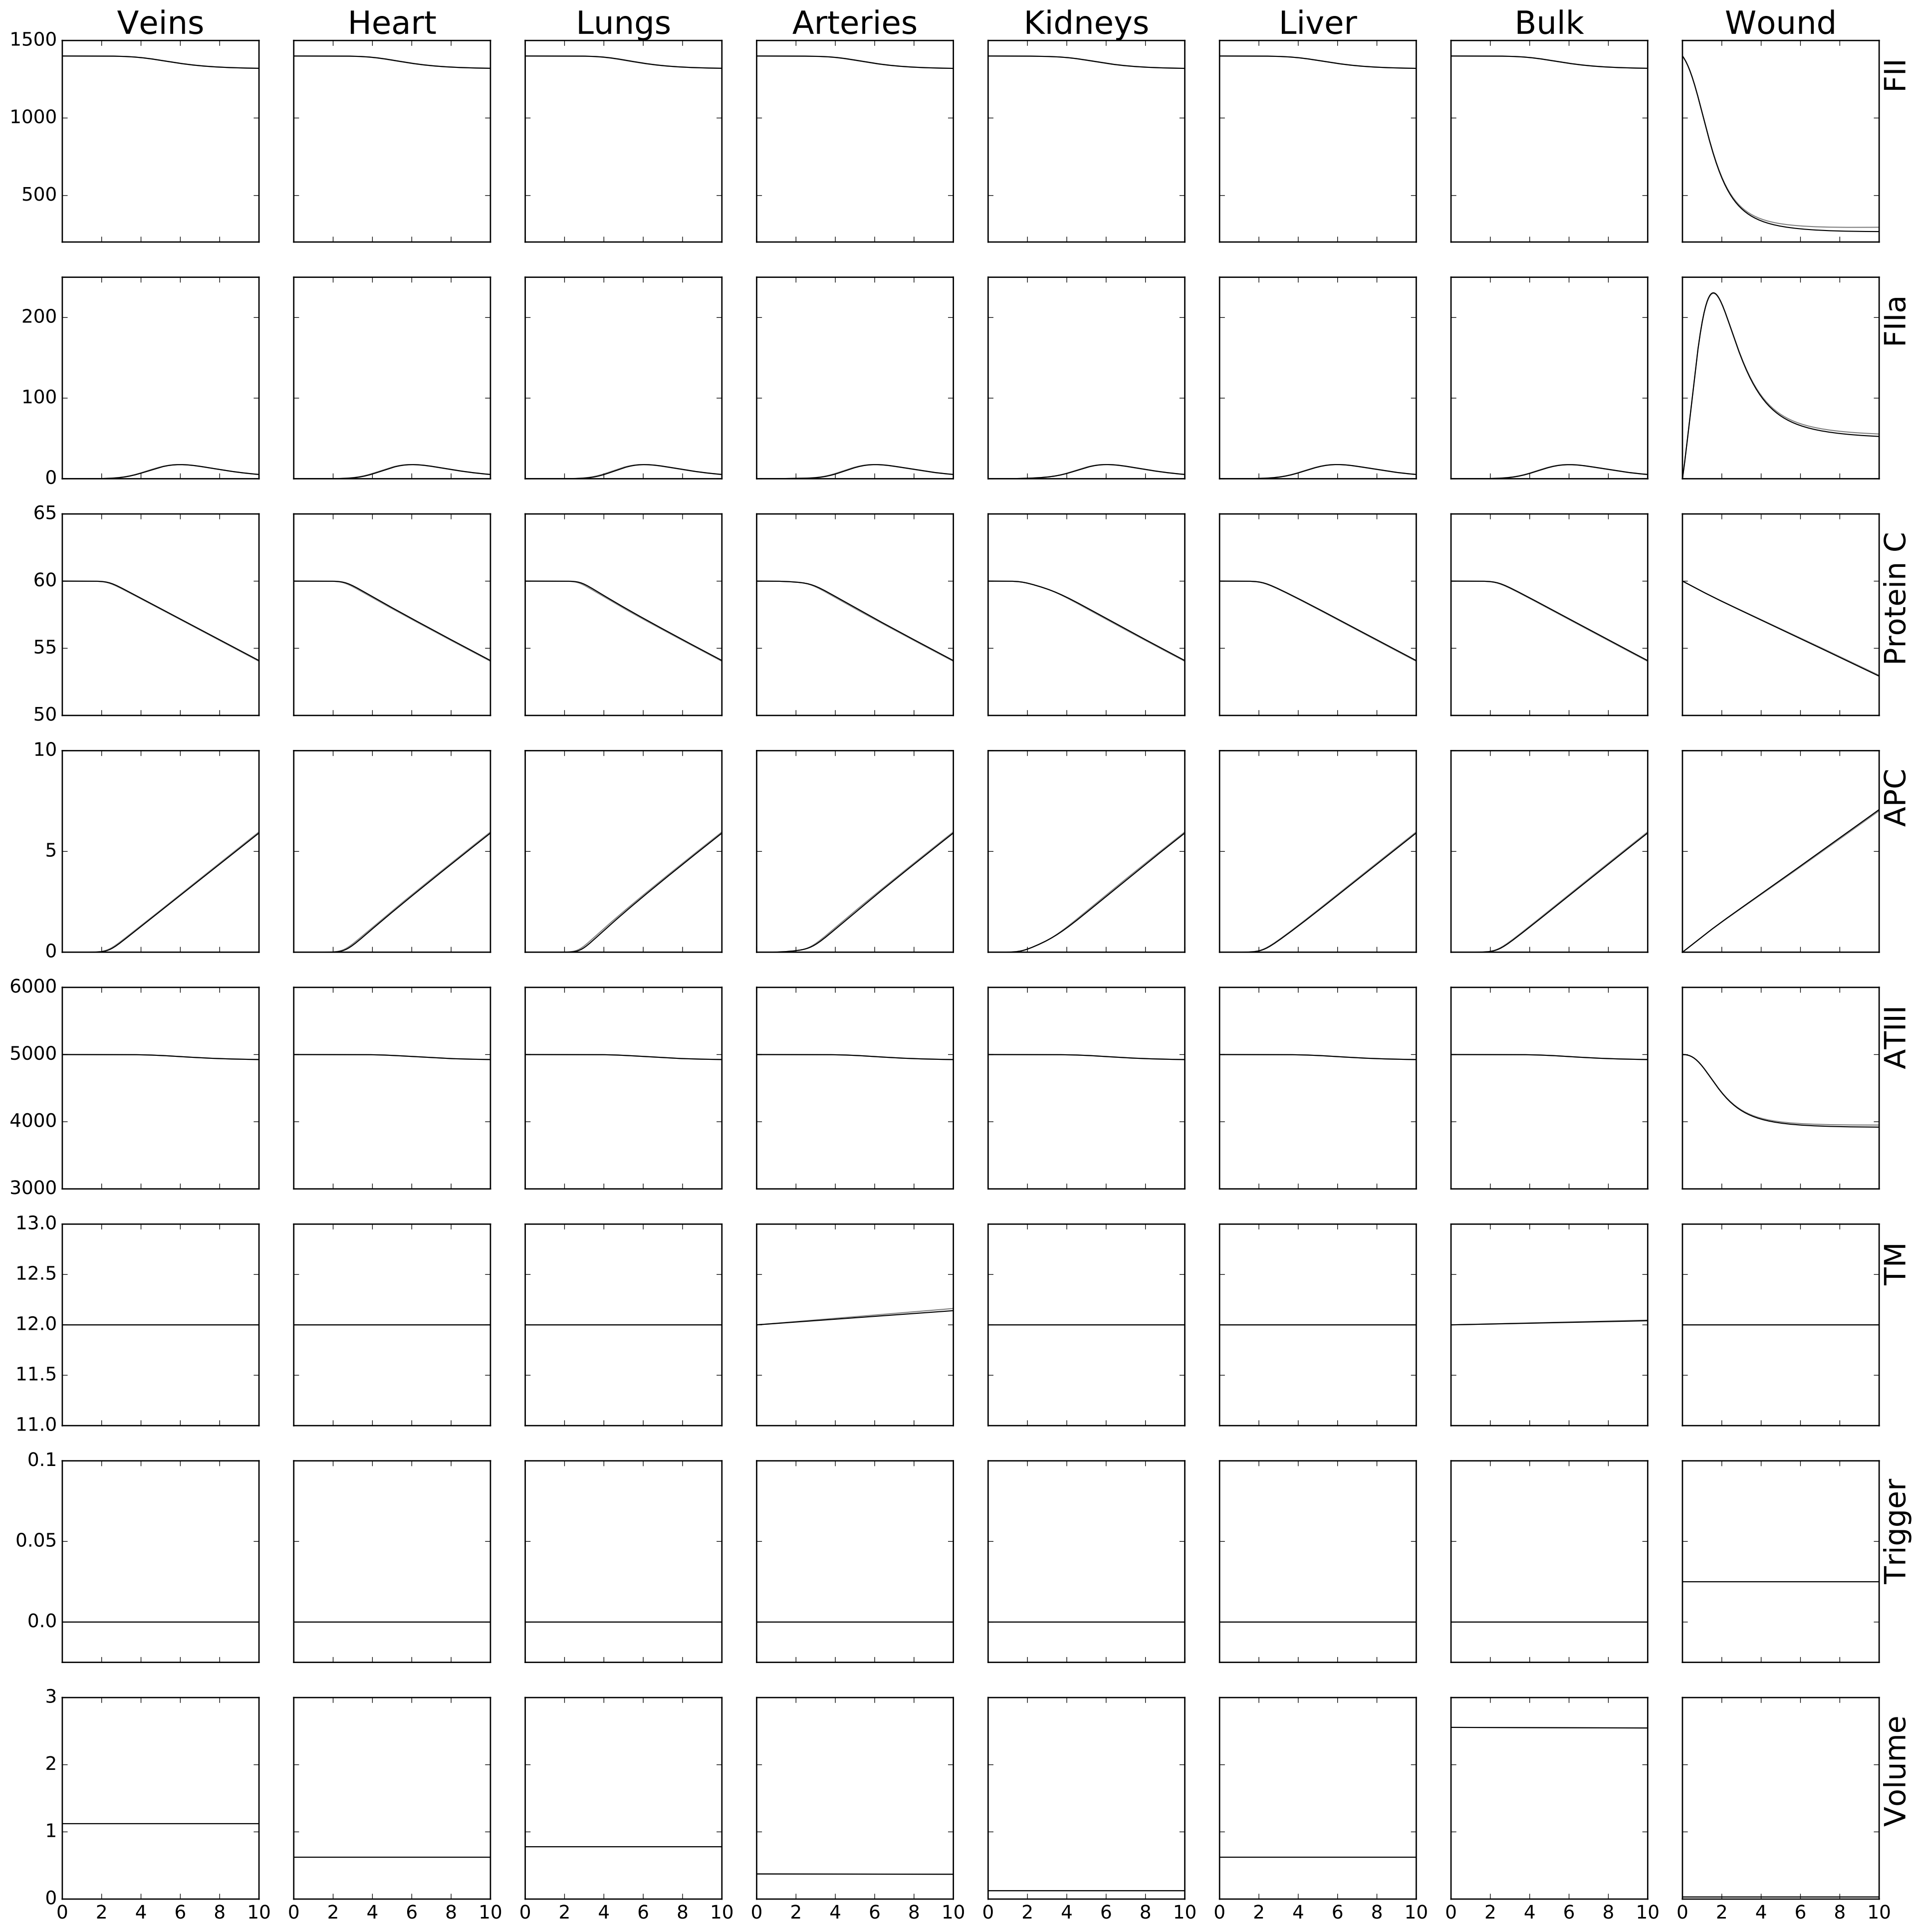 Veins Heart Lungs Arteries Kidneys Liver Bulk Wound
1500
1000
500
FII
200
100
0
FIIa
65
60
55
50
Protein C
10
5
0
APC
6000
5000
4000
3000
ATIII
13.0
12.5
12.0
11.5
11.0
TM
0.1
0.05
0.0
Trigger
3
2
1
0
Volume
0 2 4 6 8 10 0 2 4 6 8 10 0 2 4 6 8 10 0 2 4 6 8 10 0 2 4 6 8 10 0 2 4 6 8 10 0 2 4 6 8 10 0 2 4 6 8 10